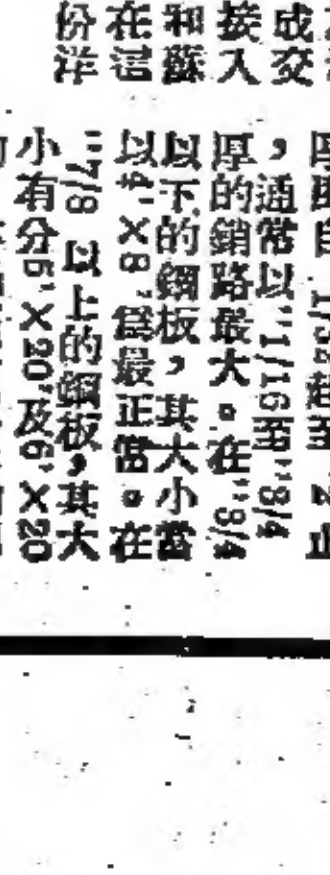 成交
接入
和蘇
在這
份洋
厚度自 1/32起至
，通常以"1/16至"3/4
厚的銷路最大。在"3/4
以下的鋼板，其大小當
以4'×8'爲最正當。在
"7/8 以上的鋼板，其大
小有分5'×20'及6'×20